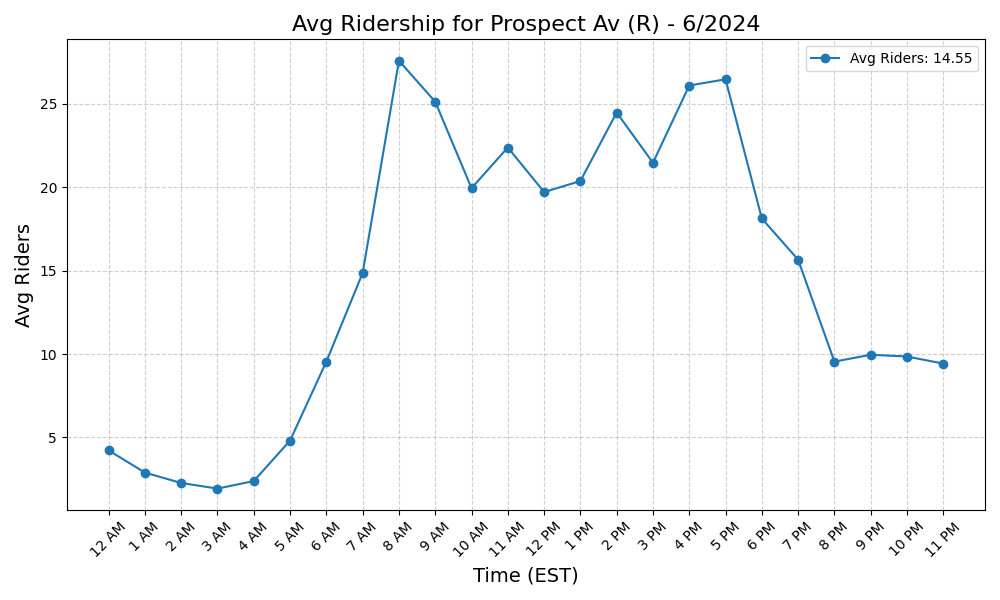 Avg Ridership for Prospect Av (R) - 6/2024
Avg Riders: 14.55
Avg Riders
25
20
15
10
5
12 AM
1 AM
2 AM
3 AM
4 AM
5 AM
6 AM
7 AM
8 AM
9 AM
10 AM
11 AM
12 PM
1 PM
2 PM
3 PM
4 PM
5 PM
6 PM
7 PM
8 PM
9 PM
10 PM
11 PM
Time (EST)